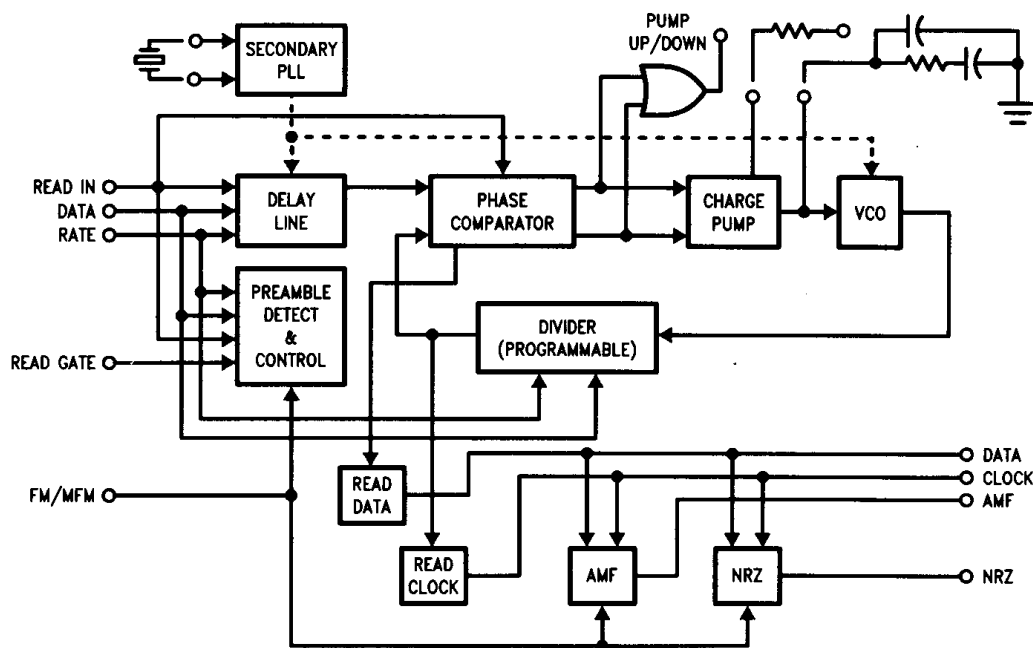 PUMP
UP/DOWN
SECONDARY
PLL
READ IN
DATA
RATE
DELAY
LINE
PHASE
COMPARATOR
CHARGE
PUMP
VCO
PREAMBLE
DETECT
&
CONTROL
READ GATE
DIVIDER
(PROGRAMMABLE)
FM/MFM
READ
DATA
DATA
CLOCK
AMF
READ
CLOCK
AMF
NRZ
NRZ